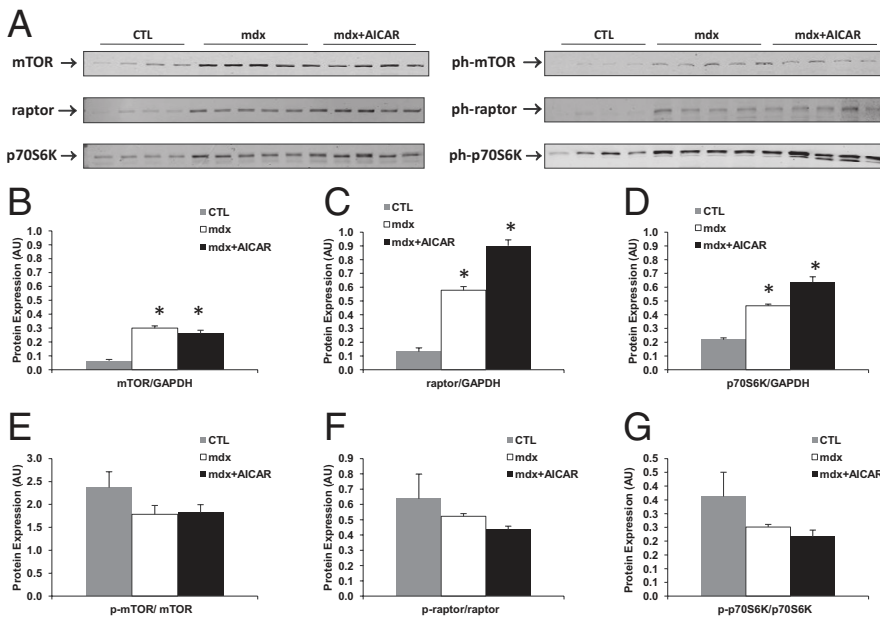 A
CTL
mdx
mdx+AICAR
mTOR
raptor
p70S6K
CTL
mdx
mdx+AICAR
ph-mTOR
ph-raptor
ph-p70S6K
B
CTL
mdx
mdx+AICAR
Protein Expression (AU)
1.0
0.9
0.8
0.7
0.6
0.5
0.4
0.3
0.2
0.1
0.0
* *
mTOR/GAPDH
C
CTL
mdx
mdx+AICAR
Protein Expression (AU)
1.0
0.9
0.8
0.7
0.6
0.5
0.4
0.3
0.2
0.1
0.0
* *
raptor/GAPDH
D
CTL
mdx
mdx+AICAR
Protein Expression (AU)
1.0
0.9
0.8
0.7
0.6
0.5
0.4
0.3
0.2
0.1
0.0
* *
p70S6K/GAPDH
E
CTL
mdx
mdx+AICAR
Protein Expression (AU)
3.0
2.5
2.0
1.5
1.0
0.5
0.0
p-mTOR/ mTOR
F
CTL
mdx
mdx+AICAR
Protein Expression (AU)
0.9
0.8
0.7
0.6
0.5
0.4
0.3
0.2
0.1
0.0
p-raptor/raptor
G
CTL
mdx
mdx+AICAR
Protein Expression (AU)
0.5
0.5
0.4
0.4
0.3
0.3
0.2
0.2
0.1
0.1
0.0
p-p70S6K/p70S6K